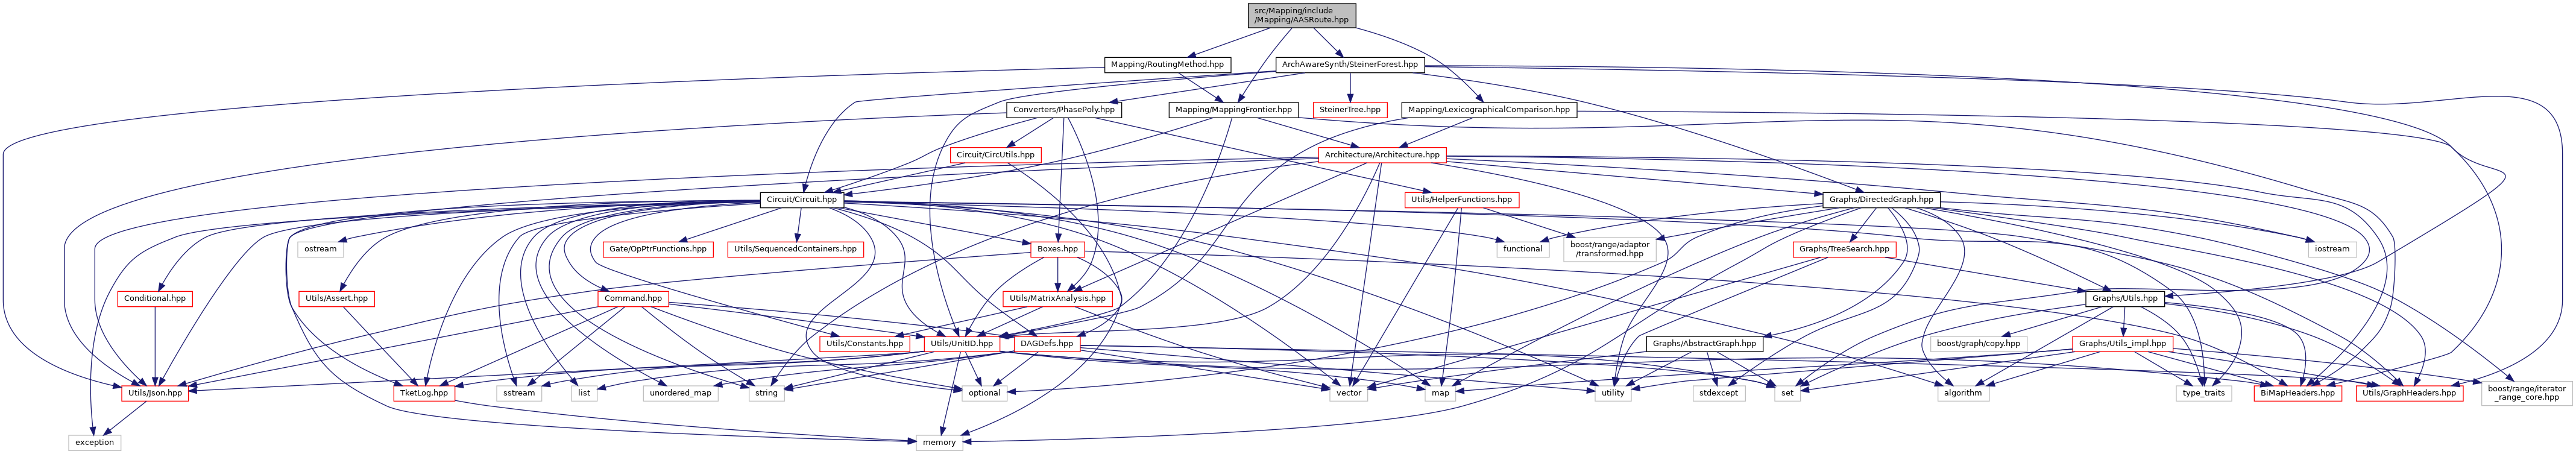 src/Mapping/include
/Mapping/AASRoute.hpp
Mapping/RoutingMethod.hpp
ArchAwareSynth/SteinerForest.hpp
Converters/PhasePoly.hpp
Mapping/MappingFrontier.hpp
SteinerTree.hpp
Mapping/LexicographicalComparison.hpp
Circuit/CircUtils.hpp
Architecture/Architecture.hpp
Circuit/Circuit.hpp
Utils/HelperFunctions.hpp
Graphs/DirectedGraph.hpp
ostream
Gate/OpPtrFunctions.hpp
Utils/SequencedContainers.hpp
Boxes.hpp
functional
boost/range/adaptor
/transformed.hpp
Graphs/TreeSearch.hpp
iostream
Conditional.hpp
Utils/Assert.hpp
Command.hpp
Utils/MatrixAnalysis.hpp
Graphs/Utils.hpp
Utils/Constants.hpp
Utils/UnitID.hpp
DAGDefs.hpp
Graphs/AbstractGraph.hpp
boost/graph/copy.hpp
Graphs/Utils_impl.hpp
Utils/Json.hpp
TketLog.hpp
sstream
list
unordered_map
string
optional
vector
map
utility
stdexcept
set
algorithm
type_traits
BiMapHeaders.hpp
Utils/GraphHeaders.hpp
boost/range/iterator
_range_core.hpp
exception
memory